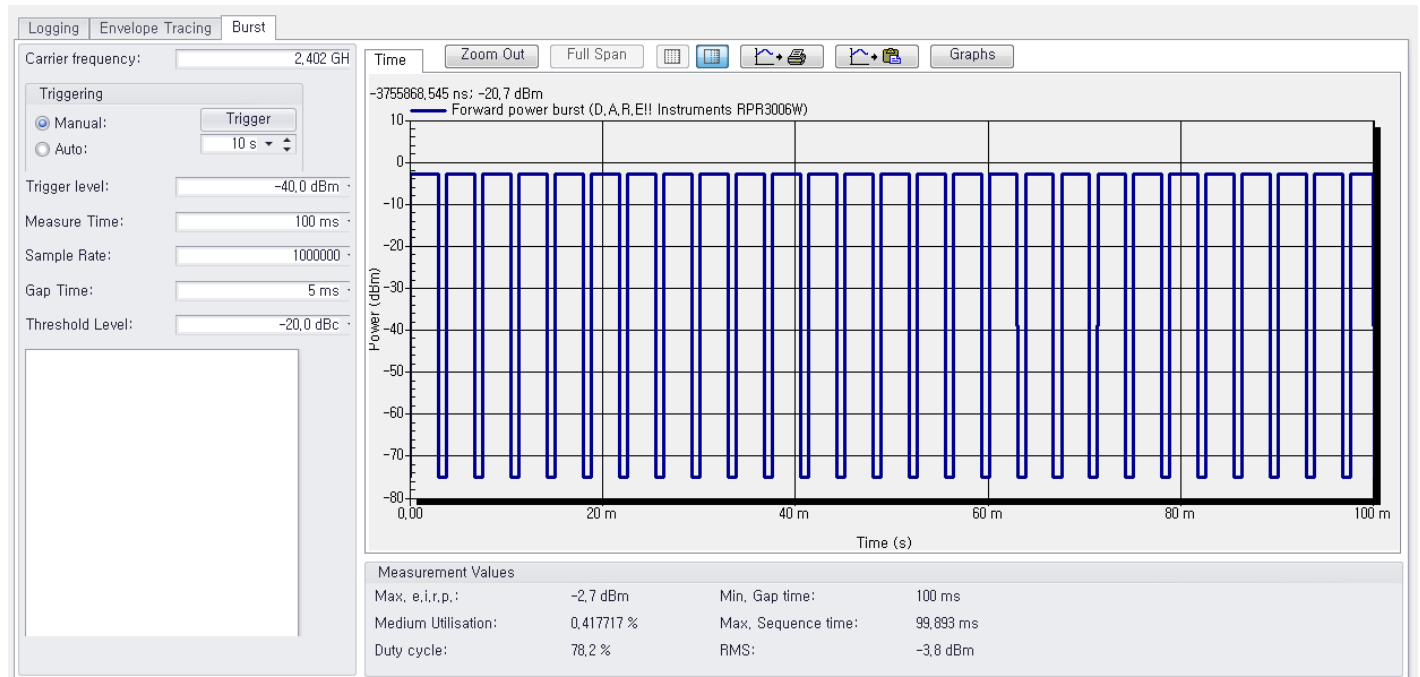 Logging Envelope Tracing Burst
Carrier frequency: 2,402 GH
Triggering
Manual: Trigger
Auto: 10 s
Trigger level: -40,0 dBm
Measure Time: 100 ms
Sample Rate: 1000000
Gap Time: 5 ms
Threshold Level: -20,0 dBc
Time Zoom Out Full Span Graphs
-3755868,545 ns; -20,7 dBm
Forward power burst (D,A,R,E!! Instruments RPR3006W)
10
0
-10
-20
-30
-40
-50
-60
-70
-80
Power (dBm)
0,00 20 m 40 m 60 m 80 m 100 m
Time (s)
Measurement Values
Max, e,i,r,p,: -2,7 dBm Min, Gap time: 100 ms
Medium Utilisation: 0,417717 % Max, Sequence time: 99,893 ms
Duty cycle: 78,2 % RMS: -3,8 dBm